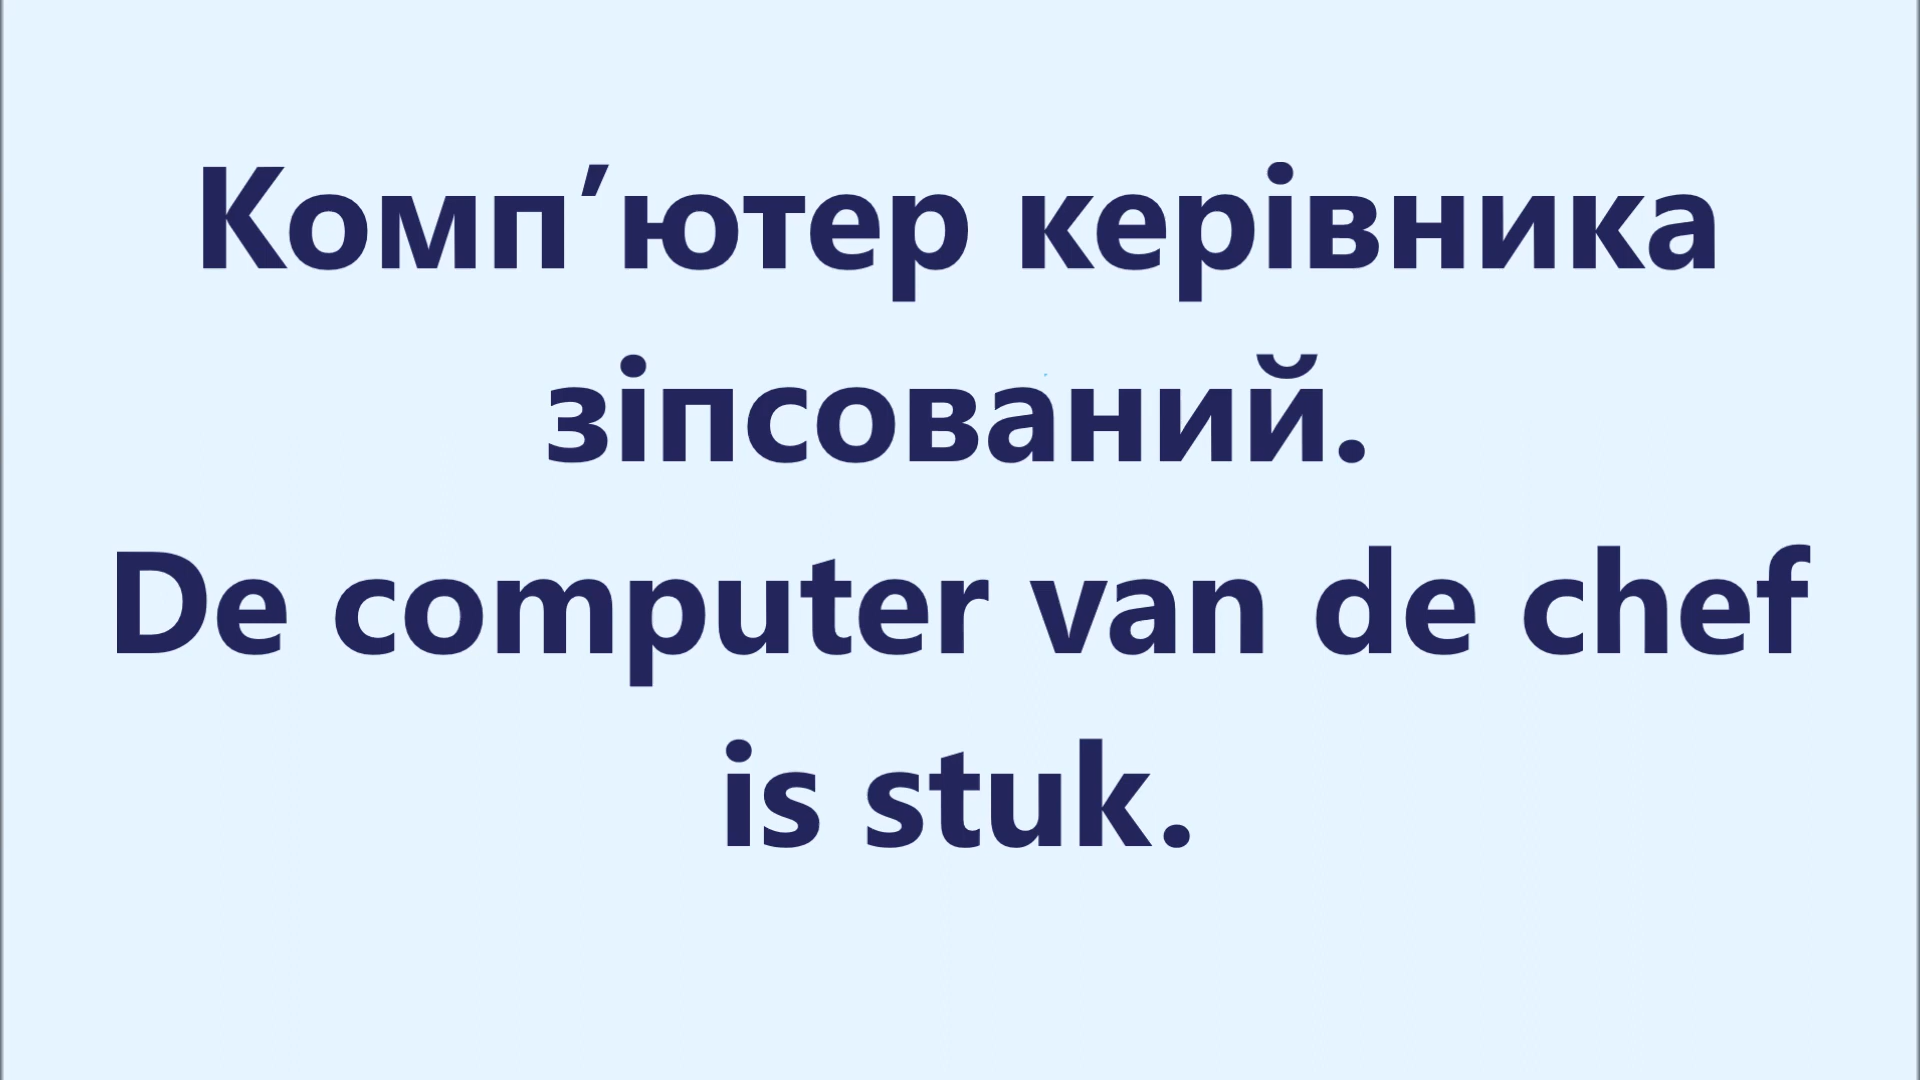 Комп’ютер керівника
зіпсований.
De computer van de chef
is stuk.